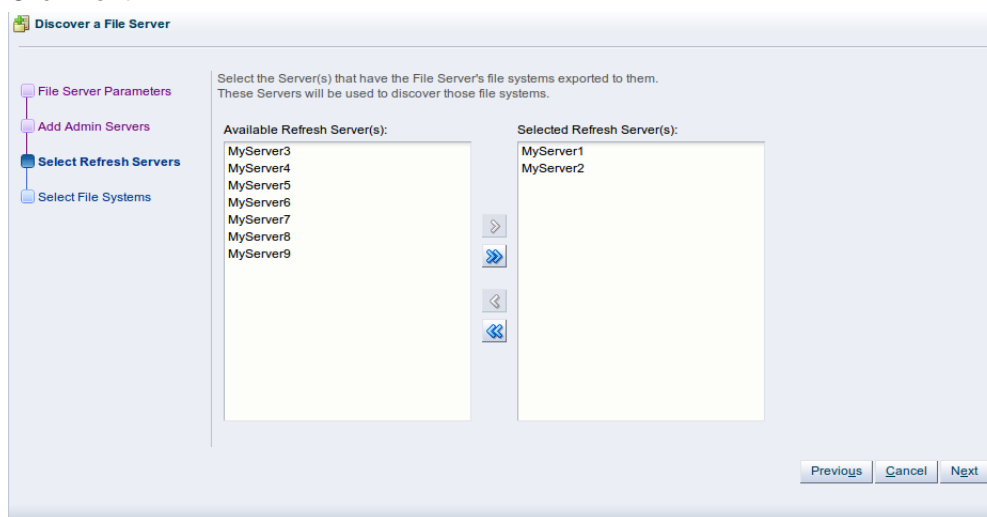 Discover a File Server
File Server Parameters
Add Admin Servers
Select Refresh Servers
Select File Systems
Select the Server(s) that have the File Server's file systems exported to them.
These Servers will be used to discover those file systems.
Available Refresh Server(s):
MyServer3
MyServer4
MyServer5
MyServer6
MyServer7
MyServer8
MyServer9
Selected Refresh Server(s):
MyServer1
MyServer2
Previous
Cancel
Next